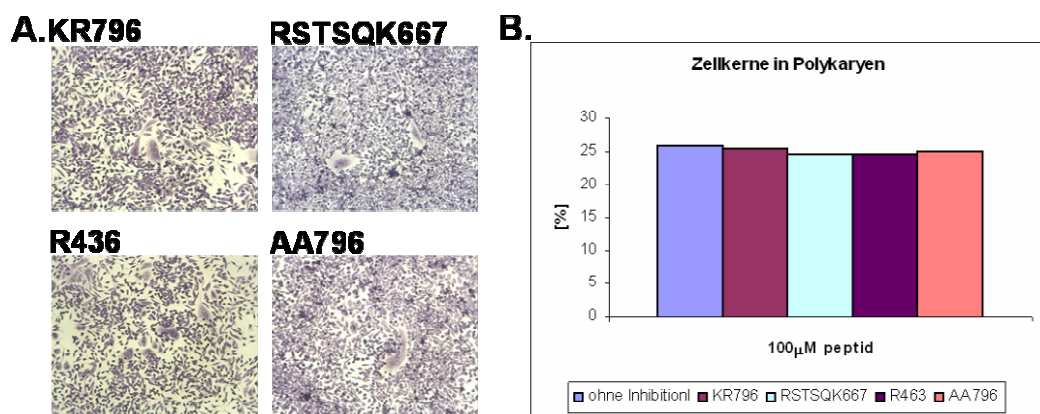 A. KR796 RSTSQK667
R436 AA796
B.
Zellkerne in Polykaryen
[%]
30
25
20
15
10
5
0
100µM peptid
ohne Inhibitionl KR796 RSTSQK667 R463 AA796